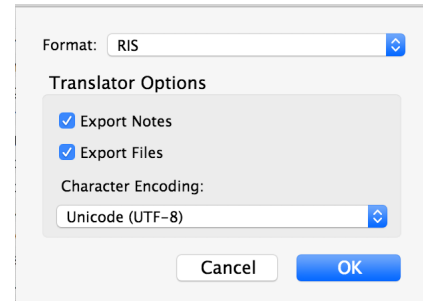 Format: RIS
Translator Options
Export Notes
Export Files
Character Encoding:
Unicode (UTF-8)
Cancel OK